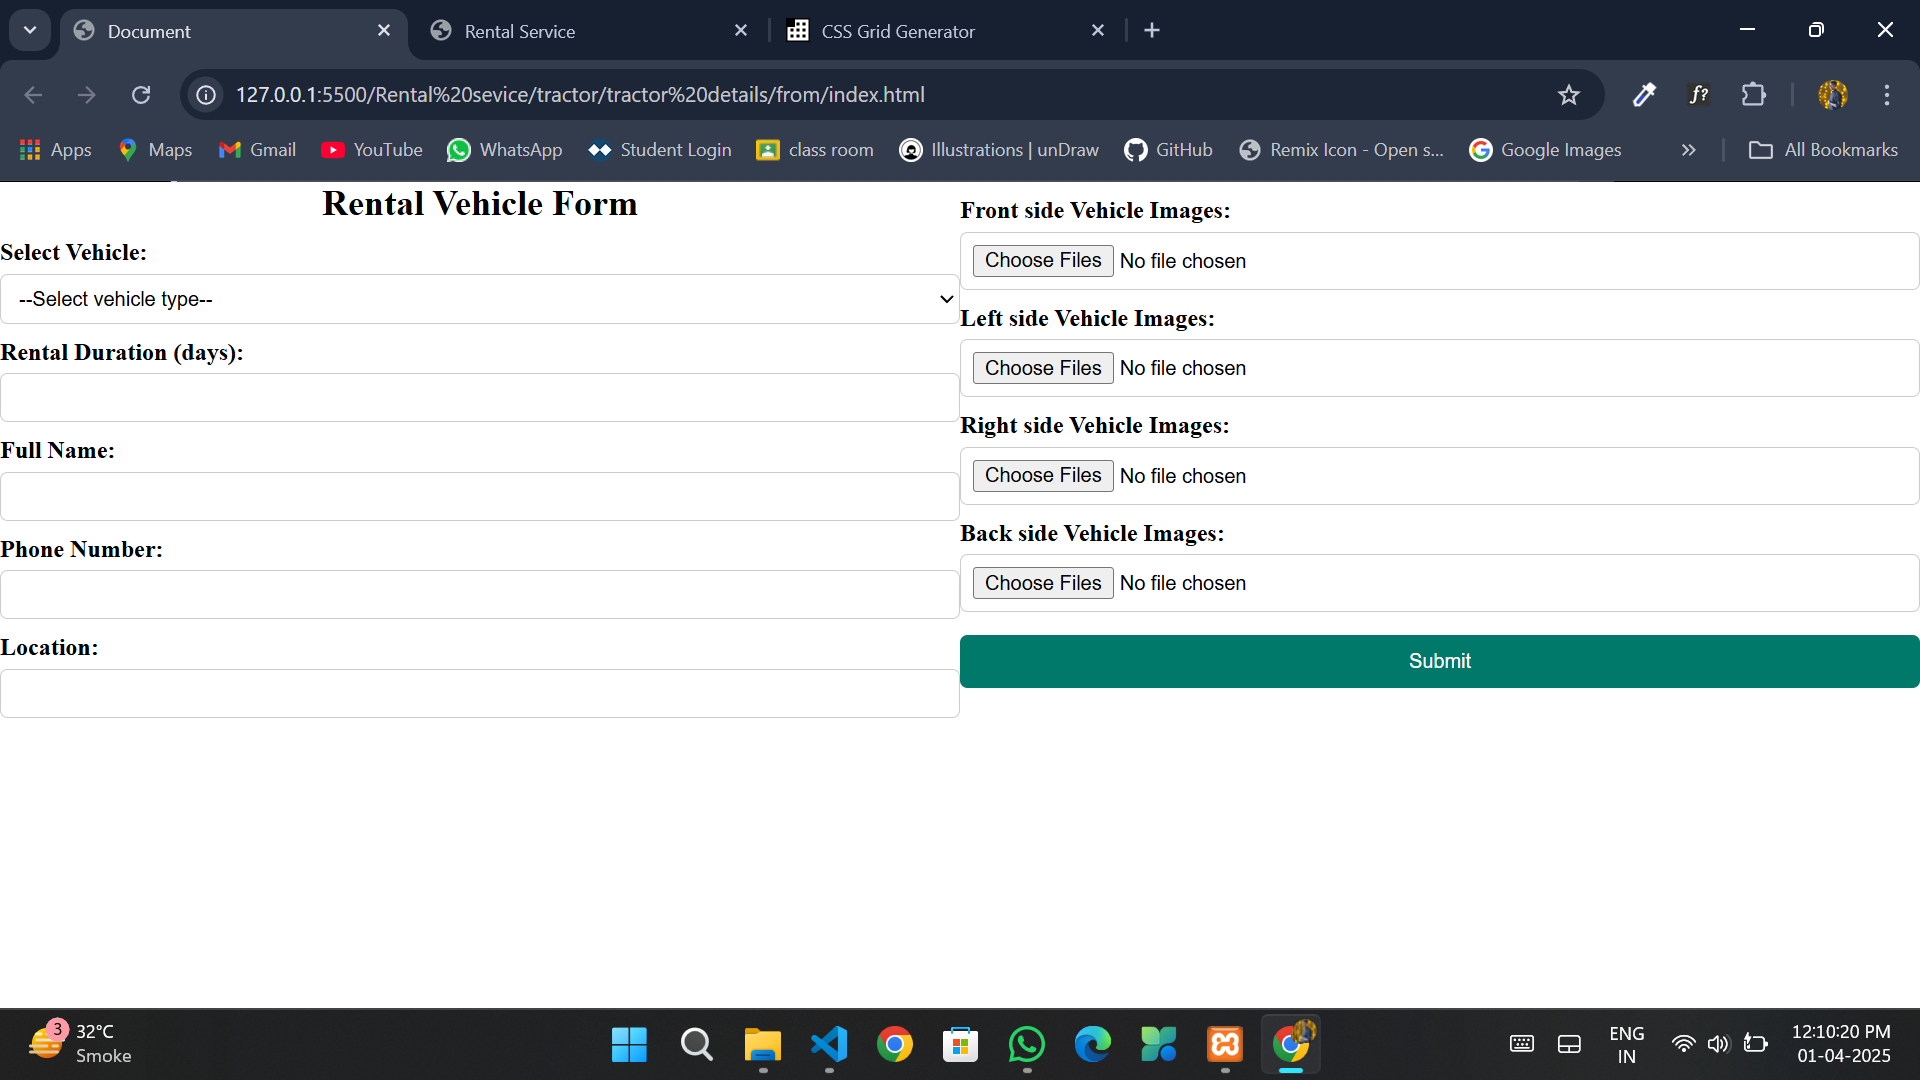 Document
Rental Service
CSS Grid Generator
127.0.0.1:5500/Rental%20sevice/tractor/tractor%20details/from/index.html
f?
Apps
Maps
Gmail
YouTube
WhatsApp
Student Login
class room
Illustrations | unDraw
GitHub
Remix Icon - Open s...
Google Images
All Bookmarks
Rental Vehicle Form
Select Vehicle:
--Select vehicle type--
Rental Duration (days):
Full Name:
Phone Number:
Location:
Front side Vehicle Images:
Choose Files No file chosen
Left side Vehicle Images:
Choose Files No file chosen
Right side Vehicle Images:
Choose Files No file chosen
Back side Vehicle Images:
Choose Files No file chosen
Submit
3
32°C
Smoke
ENG
IN
12:10:20 PM
01-04-2025